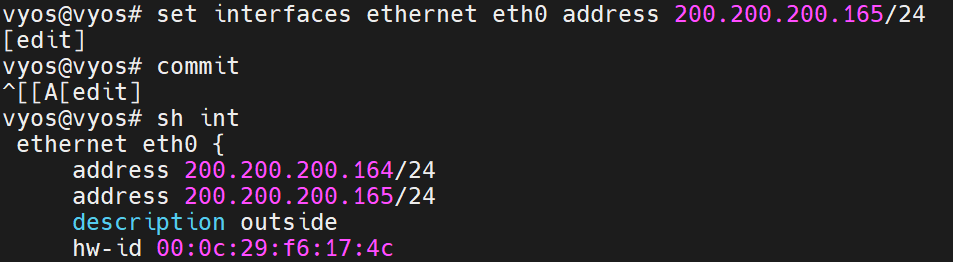 vyos@vyos# set interfaces ethernet eth0 address 200.200.200.165/24
[edit]
vyos@vyos# commit
^[[A[edit]
vyos@vyos# sh int
ethernet eth0 {
address 200.200.200.164/24
address 200.200.200.165/24
description outside
hw-id 00:0c:29:f6:17:4c